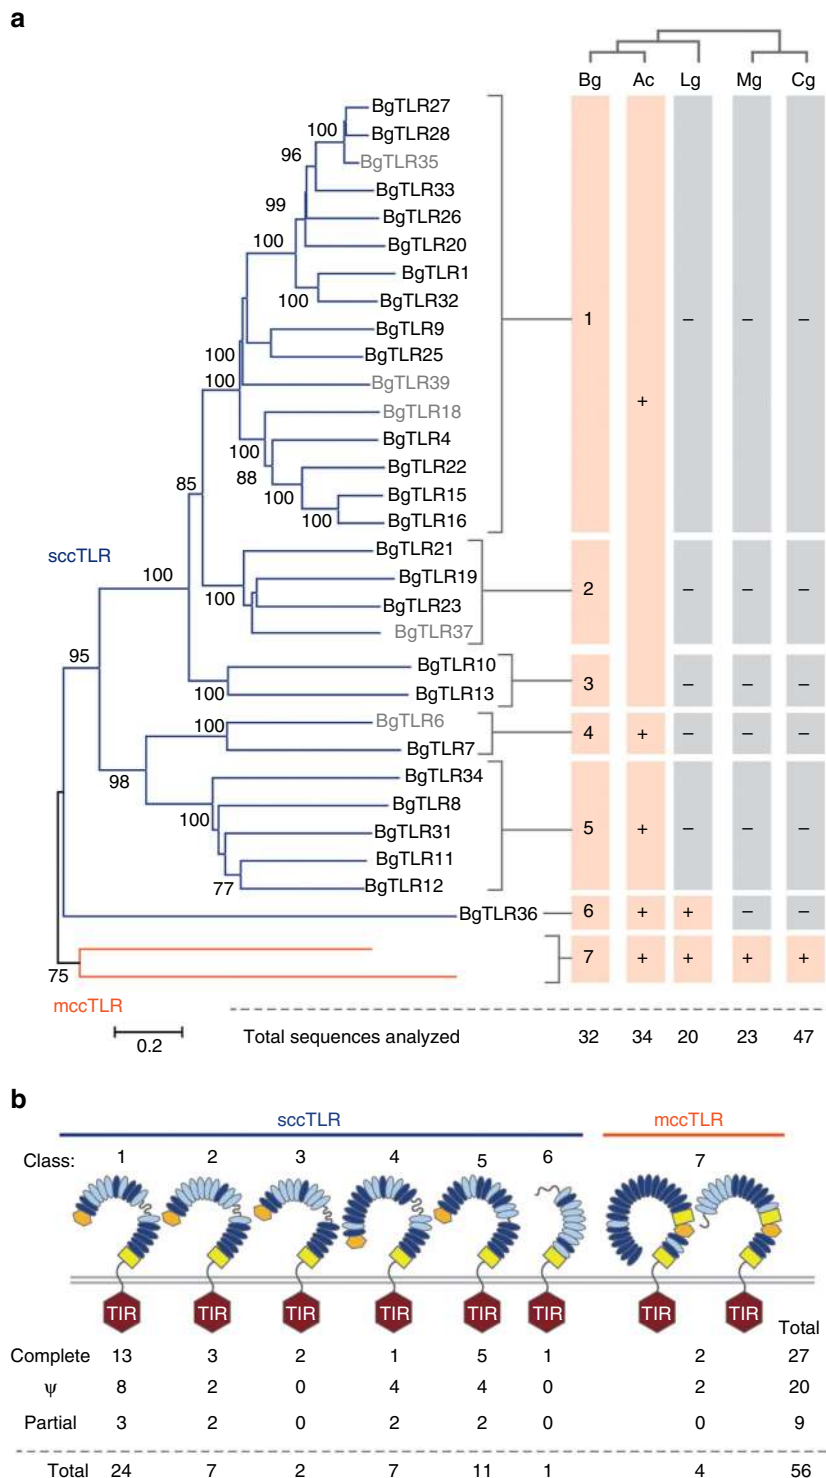 a
Bg Ac Lg Mg Cg
BgTLR27
100 BgTLR28
96 BgTLR35
BgTLR33
99 BgTLR26
100 BgTLR20
BgTLR1
100 BgTLR32
1 – – –
BgTLR9
100 BgTLR25
100 BgTLR39
+
BgTLR18
100 BgTLR4
88 BgTLR22
100 BgTLR15
85
100 BgTLR16
sccTLR
BgTLR21
100 BgTLR19
2 – – –
100 BgTLR23
BgTLR37
95 BgTLR10
3 – – –
100 BgTLR13
100 BgTLR6
4 + – – –
BgTLR7
98 BgTLR34
BgTLR8
100 BgTLR31
5 + – – –
BgTLR11
77 BgTLR12
BgTLR36 6 + + – –
7 + + + +
75
mccTLR
0.2
Total sequences analyzed 32 34 20 23 47
b
sccTLR mccTLR
Class: 1 2 3 4 5 6 7
TIR TIR TIR TIR TIR TIR TIR TIR
Total
Complete 13 3 2 1 5 1 2 27
ψ 8 2 0 4 4 0 2 20
Partial 3 2 0 2 2 0 0 9
Total 24 7 2 7 11 1 4 56